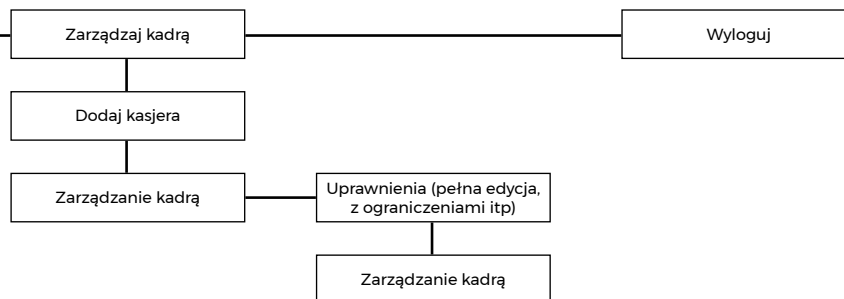 Zarządzaj kadrą
Wyloguj
Dodaj kasjera
Zarządzanie kadrą
Uprawnienia (pełna edycja,
z ograniczeniami itp)
Zarządzanie kadrą